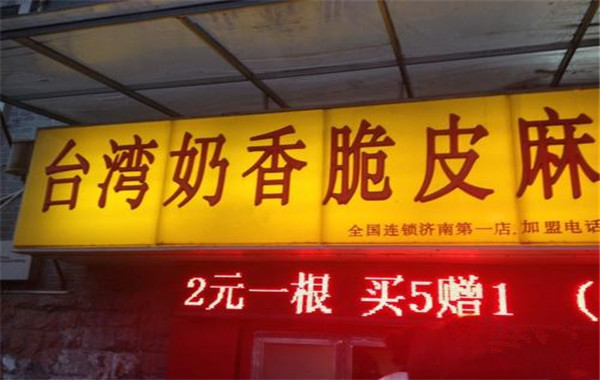 台湾奶香脆皮麻
全国连锁济南第一店.加盟电话
2元一根 买5赠1 (